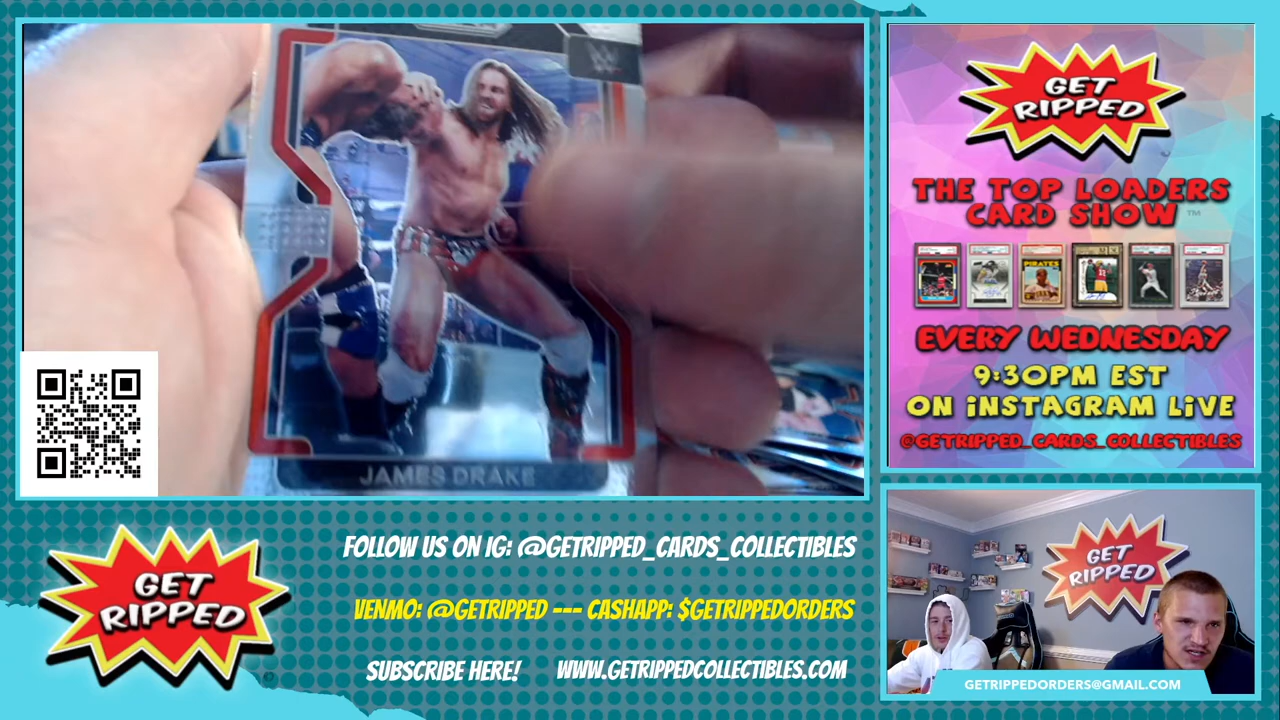 JAMES DRAKE
GET
RIPPED
THE TOP LOADERS
CARD SHOW ™
PIRATES
EVERY WEDNESDAY
9:30PM EST
ON INSTAGRAM LIVE
@GETRIPPED_CARDS_COLLECTIBLES
GET
RIPPED
FOLLOW US ON IG: @GETRIPPED_CARDS_COLLECTIBLES
VENMO: @GETRIPPED --- CASHAPP: $GETRIPPEDORDERS
SUBSCRIBE HERE! WWW.GETRIPPEDCOLLECTIBLES.COM
GET
RIPPED
GETRIPPEDORDERS@GMAIL.COM